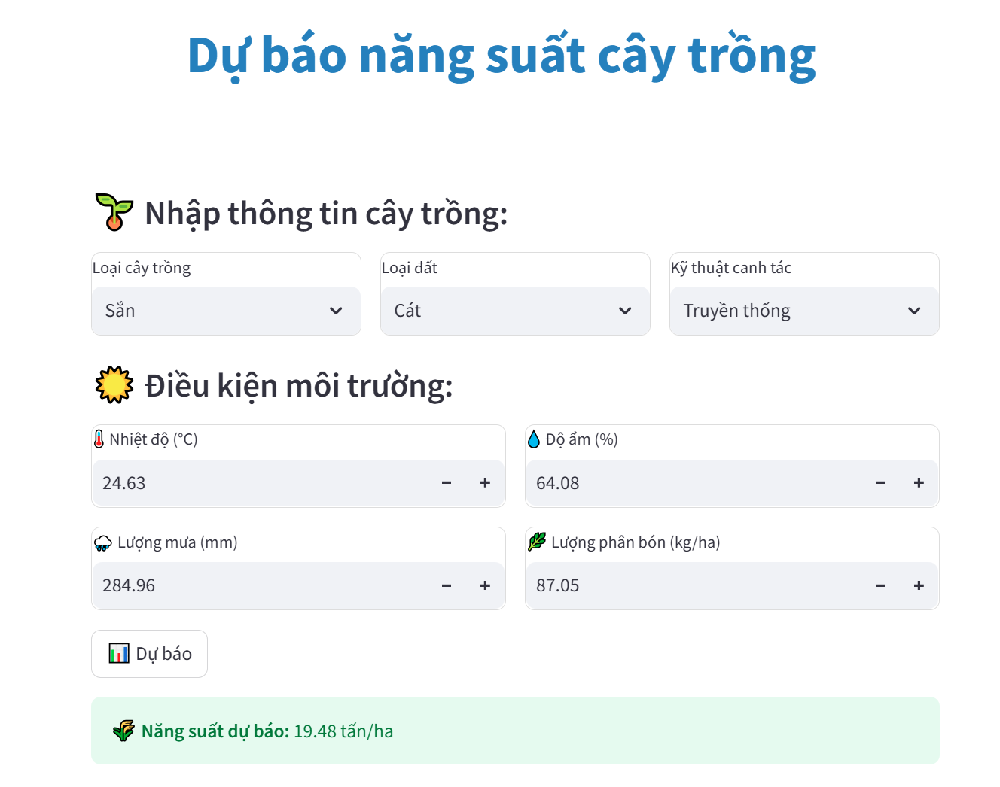 Dự báo năng suất cây trồng
Nhập thông tin cây trồng:
Loại cây trồng
Loại đất
Kỹ thuật canh tác
Sắn
Cát
Truyền thống
Điều kiện môi trường:
Nhiệt độ (°C)
Độ ẩm (%)
24.63
64.08
Lượng mưa (mm)
Lượng phân bón (kg/ha)
284.96
87.05
Dự báo
Năng suất dự báo: 19.48 tấn/ha